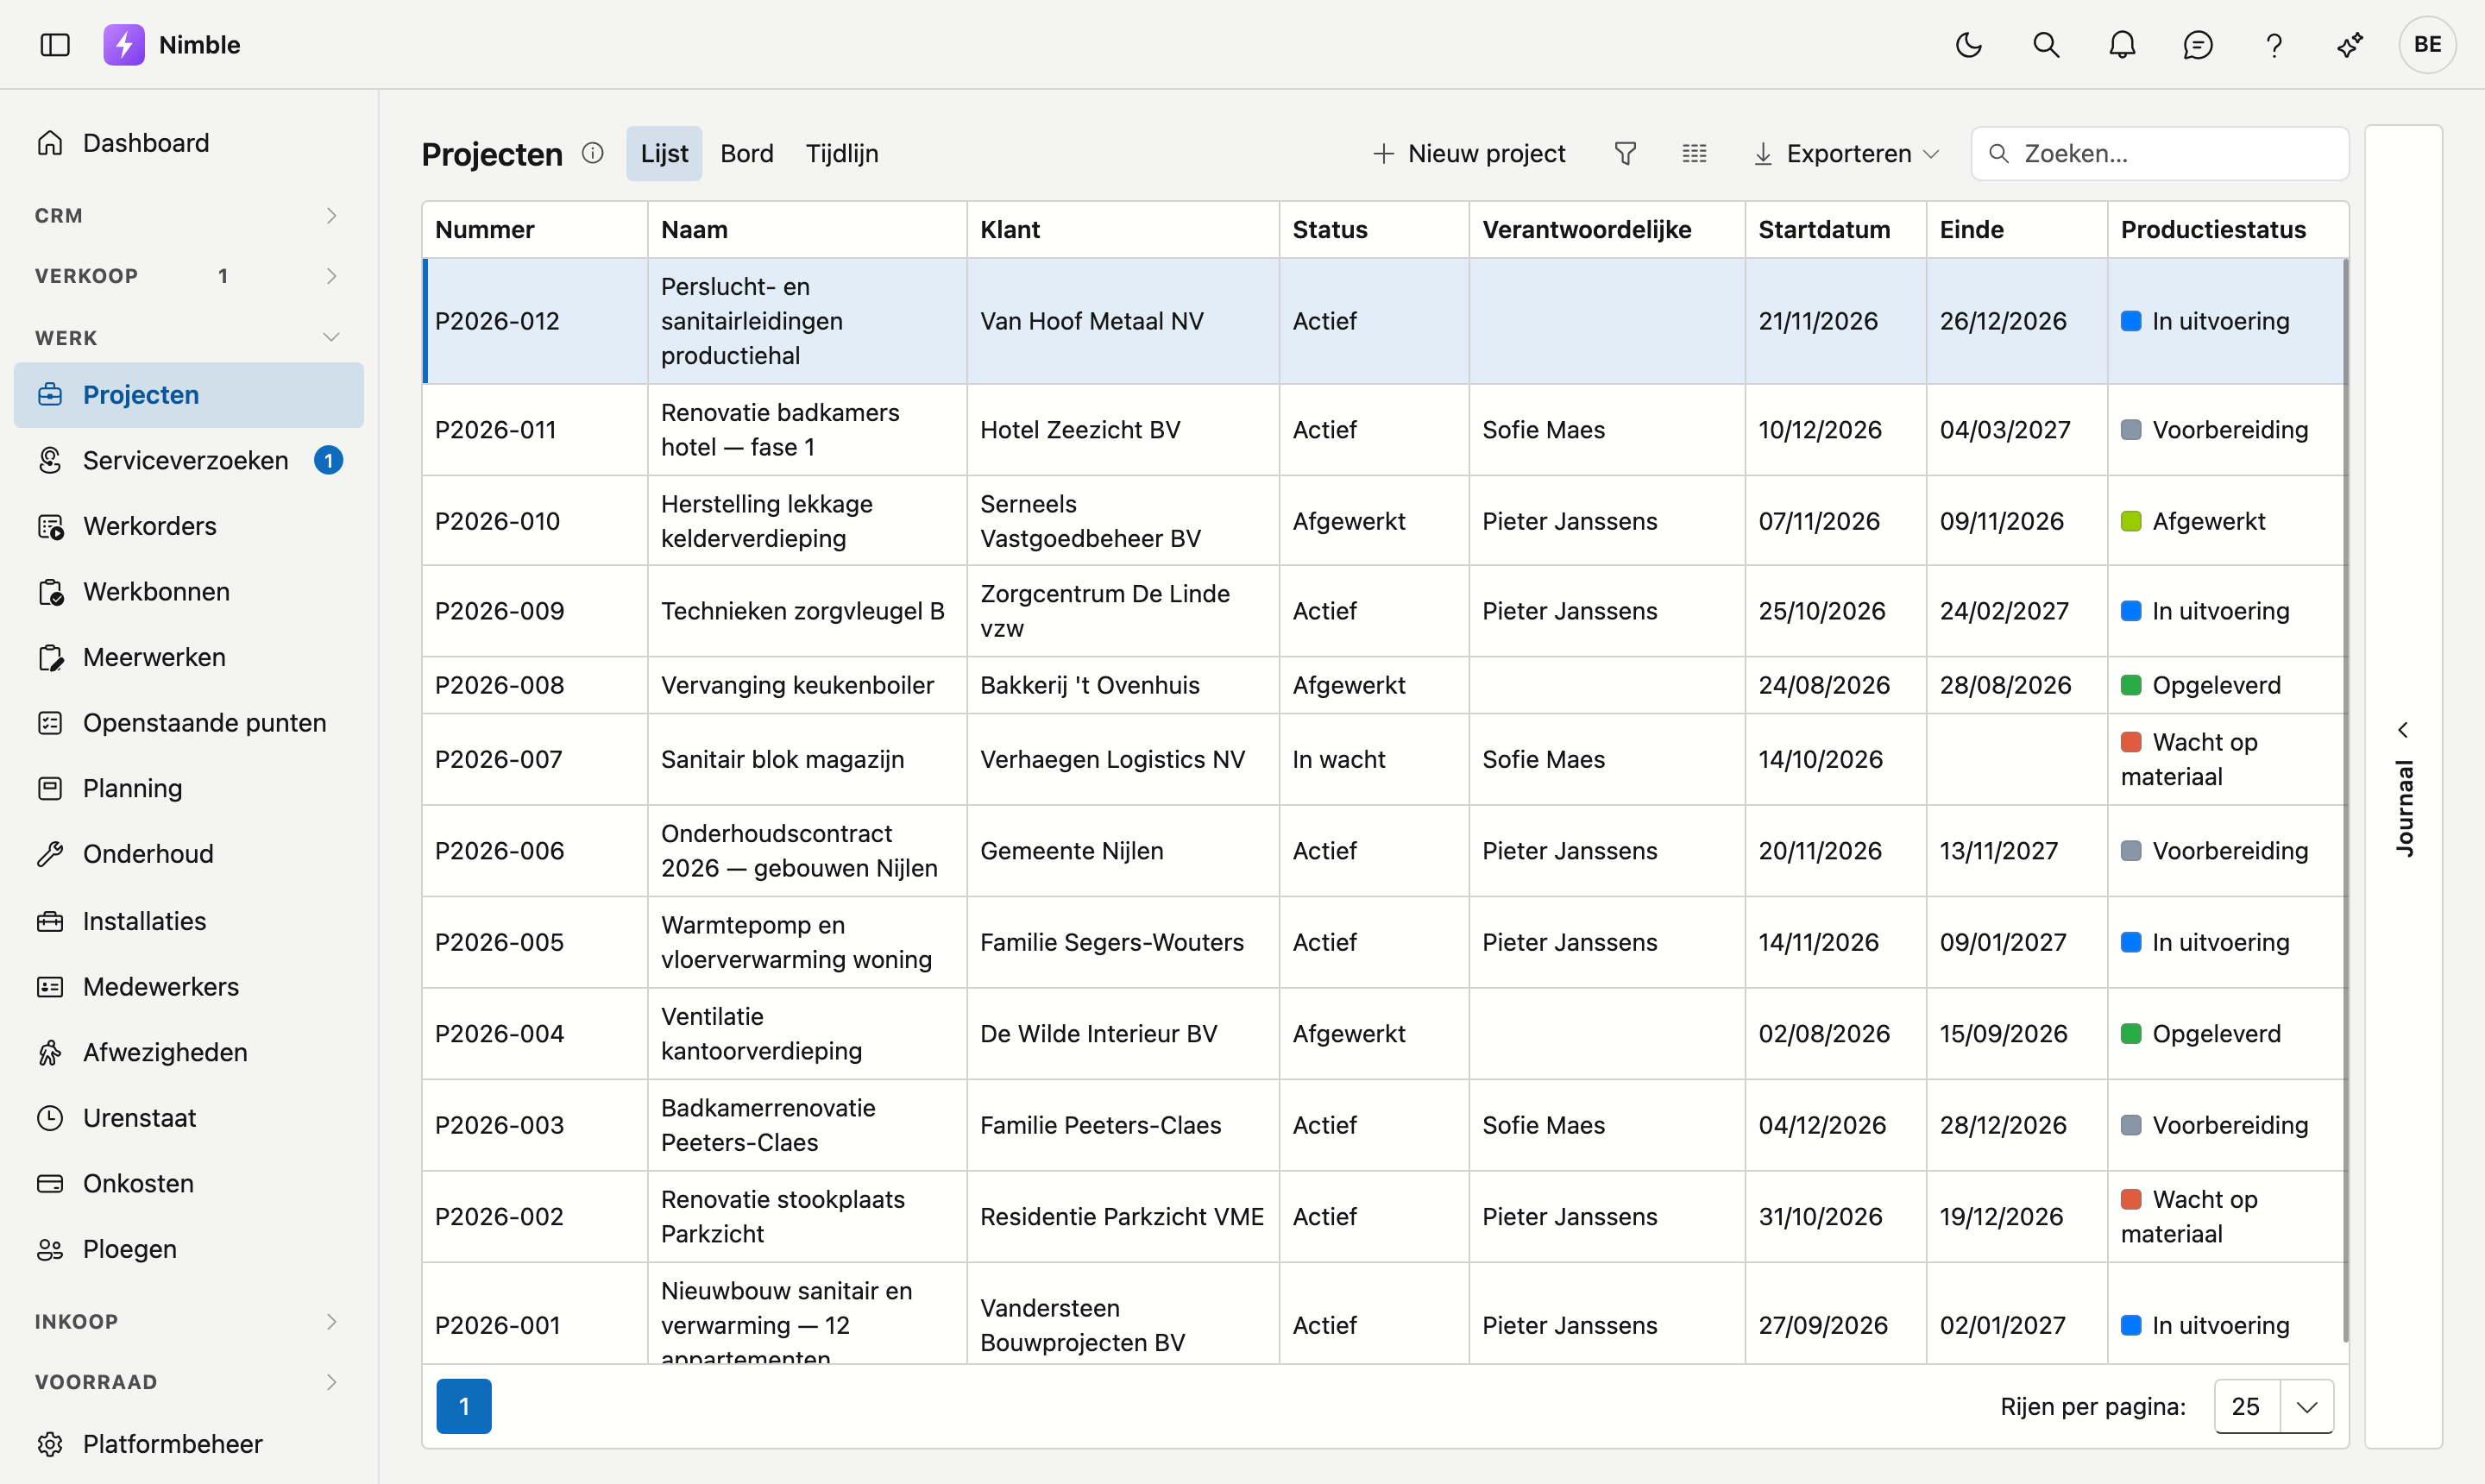 Nimble
BE
Dashboard
CRM
VERKOOP 1
WERK
Projecten
Serviceverzoeken 1
Werkorders
Werkbonnen
Meerwerken
Openstaande punten
Planning
Onderhoud
Installaties
Medewerkers
Afwezigheden
Urenstaat
Onkosten
Ploegen
INKOOP
VOORRAAD
Platformbeheer
Projecten Lijst Bord Tijdlijn Nieuw project Exporteren Zoeken...
Nummer Naam Klant Status Verantwoordelijke Startdatum Einde Productiestatus
P2026-012 Perslucht- en sanitairleidingen productiehal Van Hoof Metaal NV Actief 21/11/2026 26/12/2026 In uitvoering
P2026-011 Renovatie badkamers hotel — fase 1 Hotel Zeezicht BV Actief Sofie Maes 10/12/2026 04/03/2027 Voorbereiding
P2026-010 Herstelling lekkage kelderverdieping Serneels Vastgoedbeheer BV Afgewerkt Pieter Janssens 07/11/2026 09/11/2026 Afgewerkt
P2026-009 Technieken zorgvleugel B Zorgcentrum De Linde vzw Actief Pieter Janssens 25/10/2026 24/02/2027 In uitvoering
P2026-008 Vervanging keukenboiler Bakkerij 't Ovenhuis Afgewerkt 24/08/2026 28/08/2026 Opgeleverd
P2026-007 Sanitair blok magazijn Verhaegen Logistics NV In wacht Sofie Maes 14/10/2026 Wacht op materiaal
P2026-006 Onderhoudscontract 2026 — gebouwen Nijlen Gemeente Nijlen Actief Pieter Janssens 20/11/2026 13/11/2027 Voorbereiding
P2026-005 Warmtepomp en vloerverwarming woning Familie Segers-Wouters Actief Pieter Janssens 14/11/2026 09/01/2027 In uitvoering
P2026-004 Ventilatie kantoorverdieping De Wilde Interieur BV Afgewerkt 02/08/2026 15/09/2026 Opgeleverd
P2026-003 Badkamerrenovatie Peeters-Claes Familie Peeters-Claes Actief Sofie Maes 04/12/2026 28/12/2026 Voorbereiding
P2026-002 Renovatie stookplaats Parkzicht Residentie Parkzicht VME Actief Pieter Janssens 31/10/2026 19/12/2026 Wacht op materiaal
P2026-001 Nieuwbouw sanitair en verwarming — 12 appartementen Vandersteen Bouwprojecten BV Actief Pieter Janssens 27/09/2026 02/01/2027 In uitvoering
1 Rijen per pagina: 25
Journaal